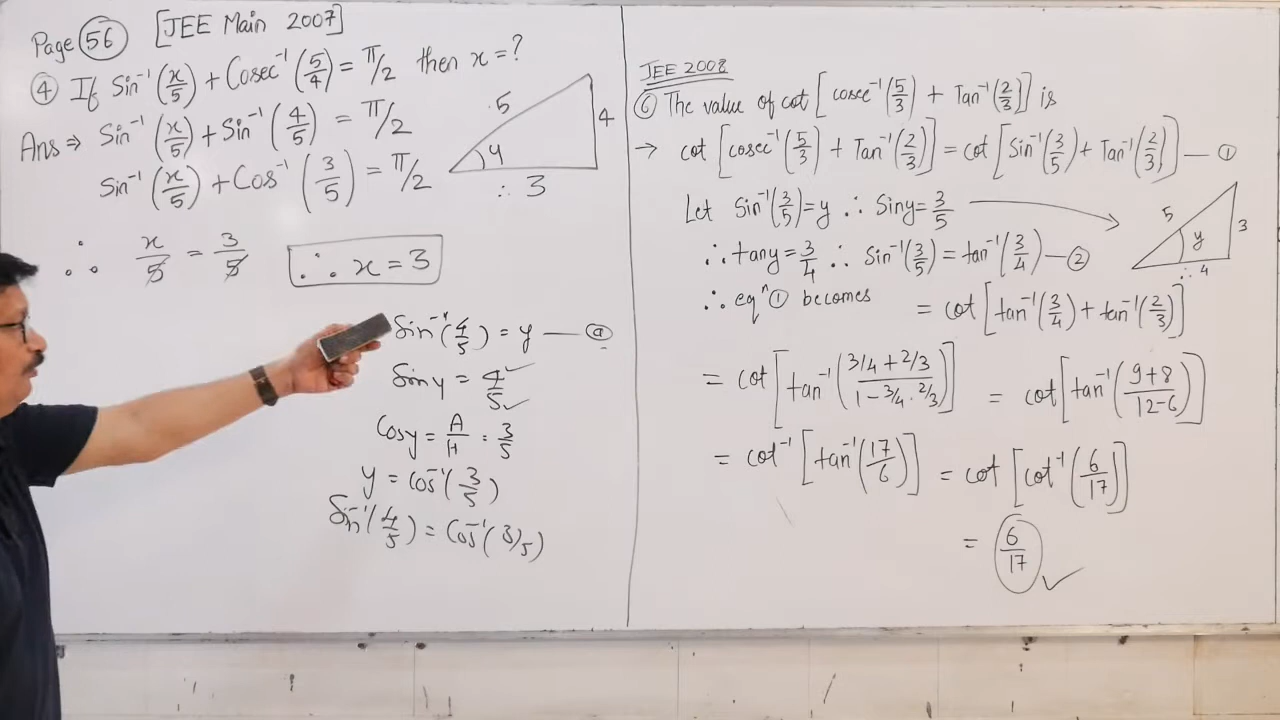 Page 56 [JEE Main 2007]
④ If Sin⁻¹(x/5) + Cosec⁻¹(5/4) = π/2 then x = ?
Ans ⇒ Sin⁻¹(x/5) + Sin⁻¹(4/5) = π/2
Sin⁻¹(x/5) + Cos⁻¹(3/5) = π/2
5
4
y
∴ 3
∴ x/5 = 3/5 ∴ x = 3
Sin⁻¹(4/5) = y — ⓐ
Sin y = 4/5
Cos y = A/H = 3/5
y = Cos⁻¹(3/5)
Sin⁻¹(4/5) = Cos⁻¹(3/5)
JEE 2008
⑥ The value of cot [cosec⁻¹(5/3) + Tan⁻¹(2/3)] is
→ cot [cosec⁻¹(5/3) + Tan⁻¹(2/3)] = cot [Sin⁻¹(3/5) + Tan⁻¹(2/3)] — ①
Let Sin⁻¹(3/5) = y ∴ Sin y = 3/5
5
3
y
∴ 4
∴ tan y = 3/4 ∴ Sin⁻¹(3/5) = tan⁻¹(3/4) — ②
∴ eqⁿ ① becomes = cot [tan⁻¹(3/4) + tan⁻¹(2/3)]
= cot [tan⁻¹((3/4 + 2/3)/(1 - 3/4 · 2/3))] = cot [tan⁻¹((9+8)/(12-6))]
= cot⁻¹ [tan⁻¹(17/6)] = cot [cot⁻¹(6/17)]
= 6/17